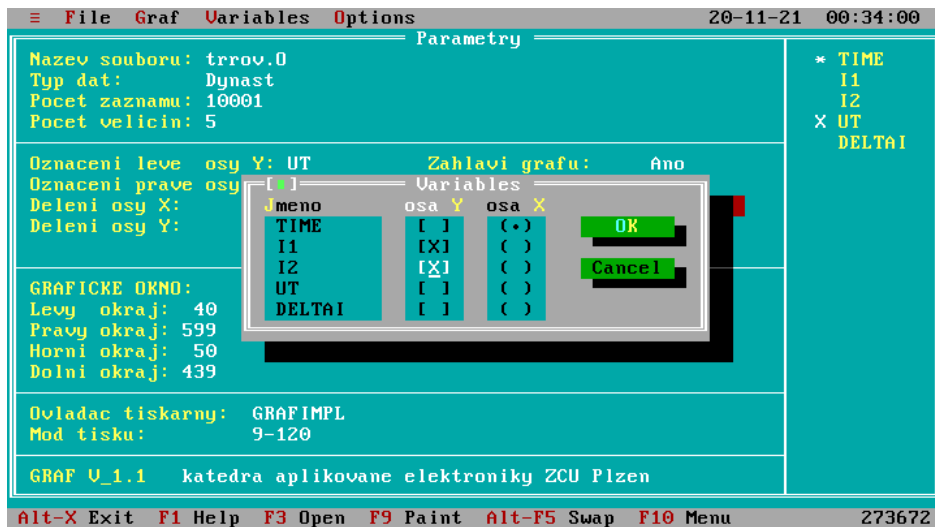 ≡ File Graf Variables Options 20-11-21 00:34:00
Parametry
Nazev souboru: trrov.O
Typ dat: Dynast
Pocet zaznamu: 10001
Pocet velicin: 5
* TIME
I1
I2
X UT
DELTAI
Oznaceni leve osy Y: UT Zahlavi grafu: Ano
Oznaceni prave osy
Deleni osy X:
Deleni osy Y:
[ ] Variables
Jmeno osa Y osa X
TIME [ ] (•)
I1 [X] ( )
I2 [X] ( )
UT [ ] ( )
DELTAI [ ] ( )
OK
Cancel
GRAFICKE OKNO:
Levy okraj: 40
Pravy okraj: 599
Horni okraj: 50
Dolni okraj: 439
Ovladac tiskarny: GRAFIMPL
Mod tisku: 9-120
GRAF V_1.1 katedra aplikovane elektroniky ZCU Plzen
Alt-X Exit F1 Help F3 Open F9 Paint Alt-F5 Swap F10 Menu 273672